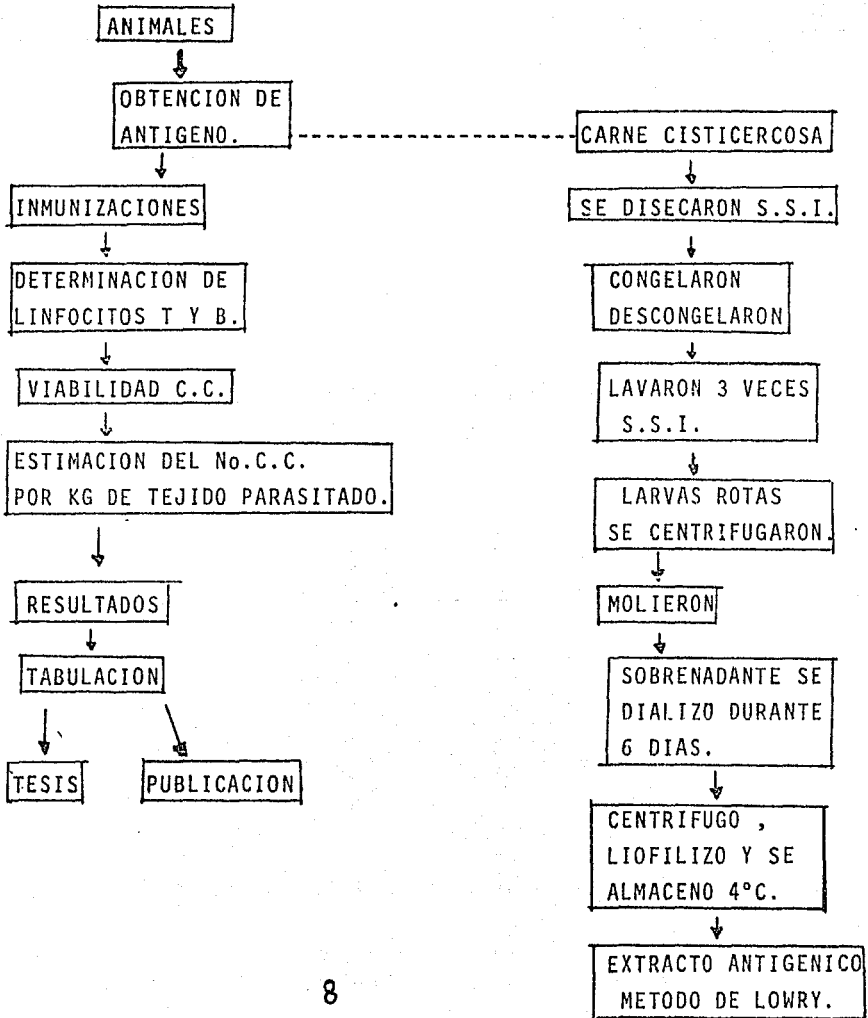 ANIMALES
OBTENCION DE
ANTIGENO.
INMUNIZACIONES
DETERMINACION DE
LINFOCITOS T Y B.
VIABILIDAD C.C.
ESTIMACION DEL No.C.C.
POR KG DE TEJIDO PARASITADO.
RESULTADOS
TABULACION
TESIS
PUBLICACION
CARNE CISTICERCOSA
SE DISECARON S.S.I.
CONGELARON
DESCONGELARON
LAVARON 3 VECES
S.S.I.
LARVAS ROTAS
SE CENTRIFUGARON.
MOLIERON
SOBRENADANTE SE
DIALIZO DURANTE
6 DIAS.
CENTRIFUGO ,
LIOFILIZO Y SE
ALMACENO 4°C.
EXTRACTO ANTIGENICO
METODO DE LOWRY.
8